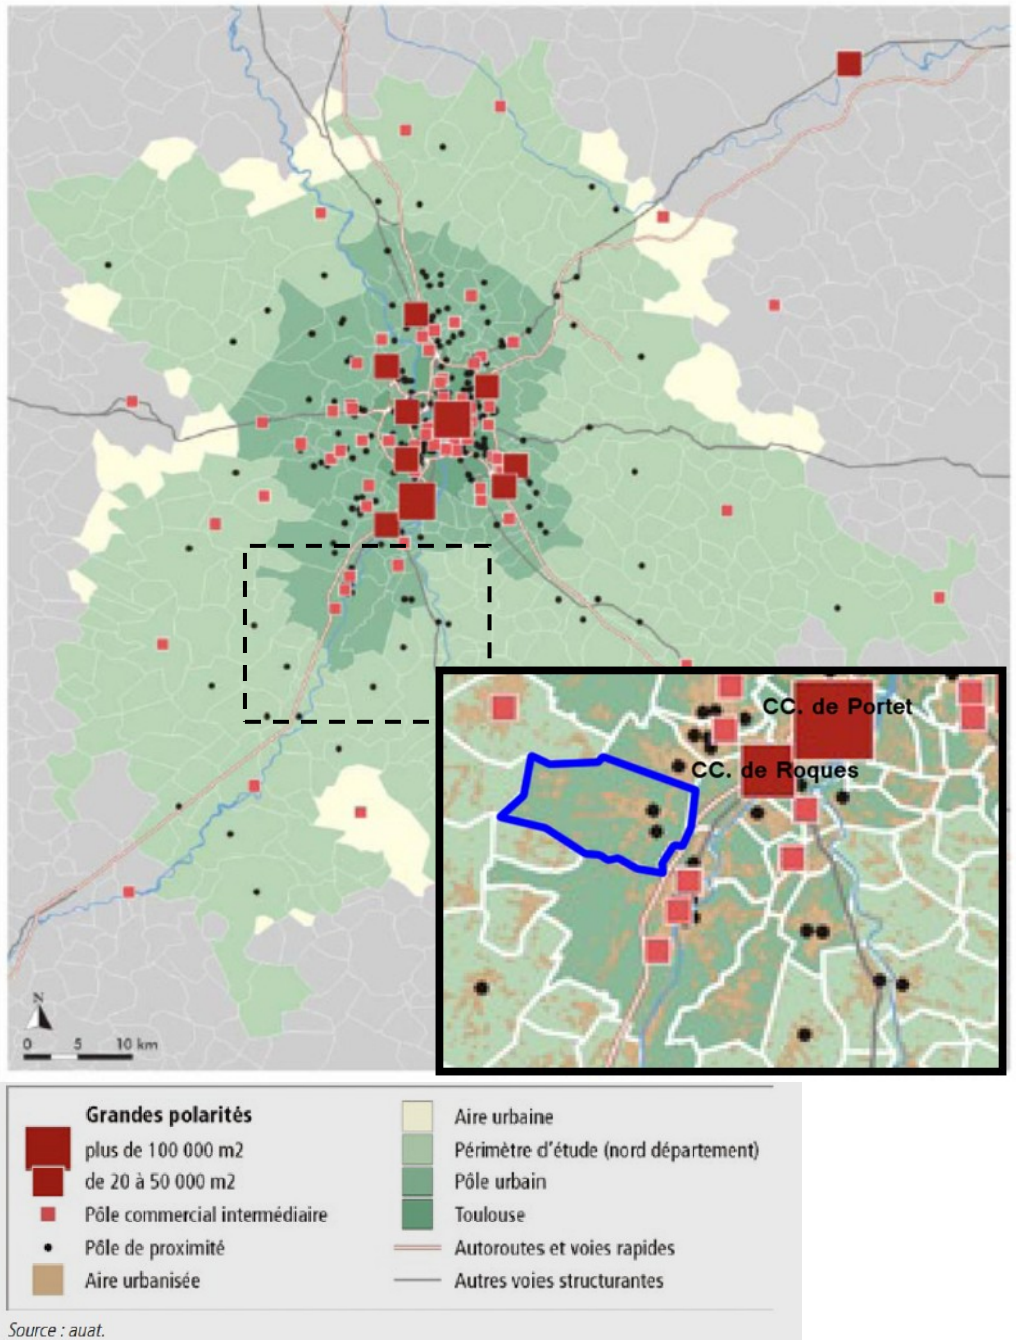 CC. de Portet
CC. de Roques
N
0 5 10 km
Grandes polarités
plus de 100 000 m2
de 20 à 50 000 m2
Pôle commercial intermédiaire
Pôle de proximité
Aire urbanisée
Aire urbaine
Périmètre d'étude (nord département)
Pôle urbain
Toulouse
Autoroutes et voies rapides
Autres voies structurantes
Source : auat.